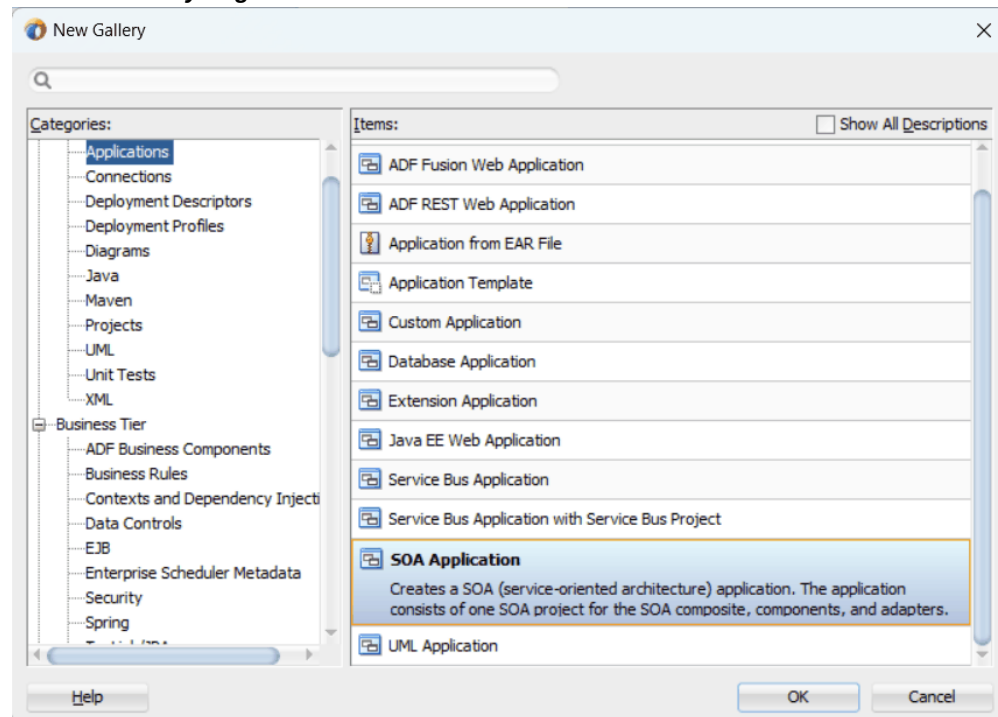 New Gallery
Categories:
Applications
Connections
Deployment Descriptors
Deployment Profiles
Diagrams
Java
Maven
Projects
UML
Unit Tests
XML
Business Tier
ADF Business Components
Business Rules
Contexts and Dependency Injecti
Data Controls
EJB
Enterprise Scheduler Metadata
Security
Spring
Items:
Show All Descriptions
ADF Fusion Web Application
ADF REST Web Application
Application from EAR File
Application Template
Custom Application
Database Application
Extension Application
Java EE Web Application
Service Bus Application
Service Bus Application with Service Bus Project
SOA Application
Creates a SOA (service-oriented architecture) application. The application
consists of one SOA project for the SOA composite, components, and adapters.
UML Application
Help
OK
Cancel